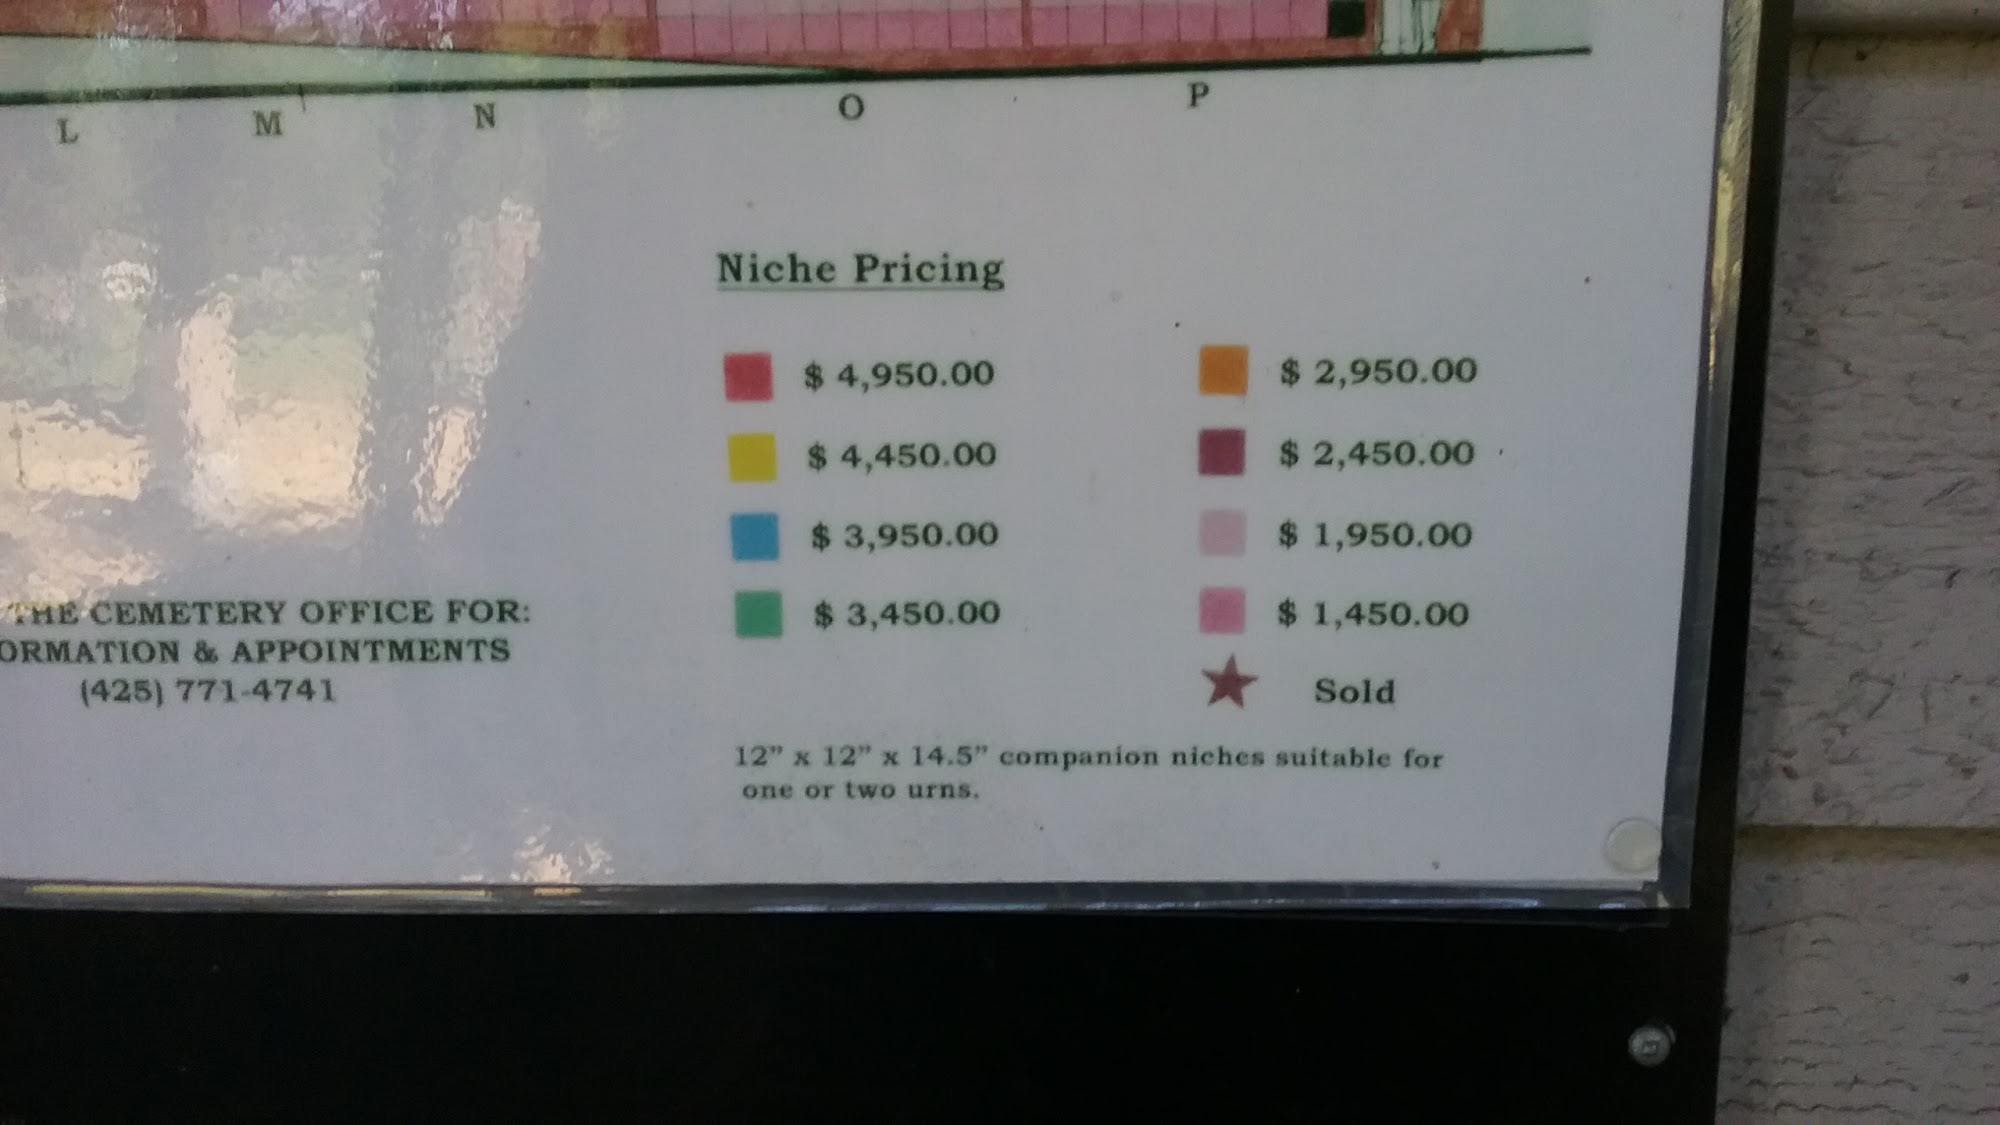 L M N O P
Niche Pricing
$ 4,950.00
$ 4,450.00
$ 3,950.00
$ 3,450.00
$ 2,950.00
$ 2,450.00
$ 1,950.00
$ 1,450.00
Sold
12” x 12” x 14.5” companion niches suitable for
one or two urns.
THE CEMETERY OFFICE FOR:
ORMATION & APPOINTMENTS
(425) 771-4741